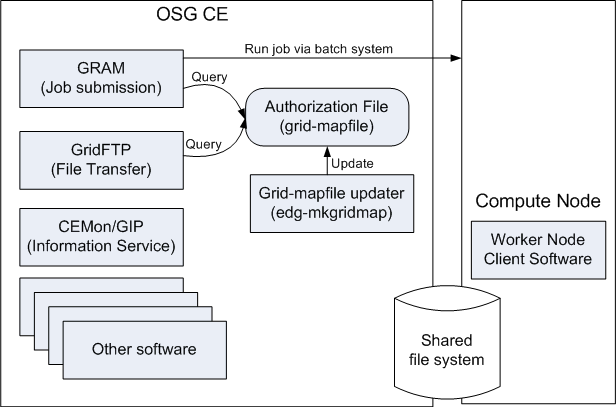 OSG CE
GRAM
(Job submission)
Run job via batch system
Query
Authorization File
(grid-mapfile)
GridFTP
(File Transfer)
Query
Update
Grid-mapfile updater
(edg-mkgridmap)
CEMon/GIP
(Information Service)
Other software
Compute Node
Worker Node
Client Software
Shared
file system